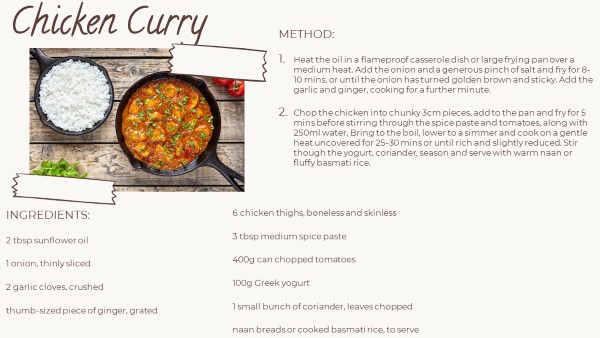 Chicken Curry
METHOD:
1. Heat the oil in a flameproof casserole dish or large frying pan over a
medium heat. Add the onion and a generous pinch of salt and fry for 8-
10 mins, or until the onion has turned golden brown and sticky. Add the
garlic and ginger, cooking for a further minute.
2. Chop the chicken into chunky 3cm pieces, add to the pan and fry for 5
mins before stirring through the spice paste and tomatoes, along with
250ml water. Bring to the boil, lower to a simmer and cook on a gentle
heat uncovered for 25-30 mins or until rich and slightly reduced. Stir
though the yogurt, coriander, season and serve with warm naan or
fluffy basmati rice.
INGREDIENTS:
2 tbsp sunflower oil
1 onion, thinly sliced
2 garlic cloves, crushed
thumb-sized piece of ginger, grated
6 chicken thighs, boneless and skinless
3 tbsp medium spice paste
400g can chopped tomatoes
100g Greek yogurt
1 small bunch of coriander, leaves chopped
naan breads or cooked basmati rice, to serve